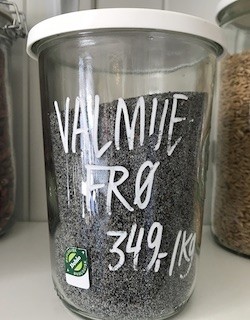 VALMUE
FRØ
349.-/Kg